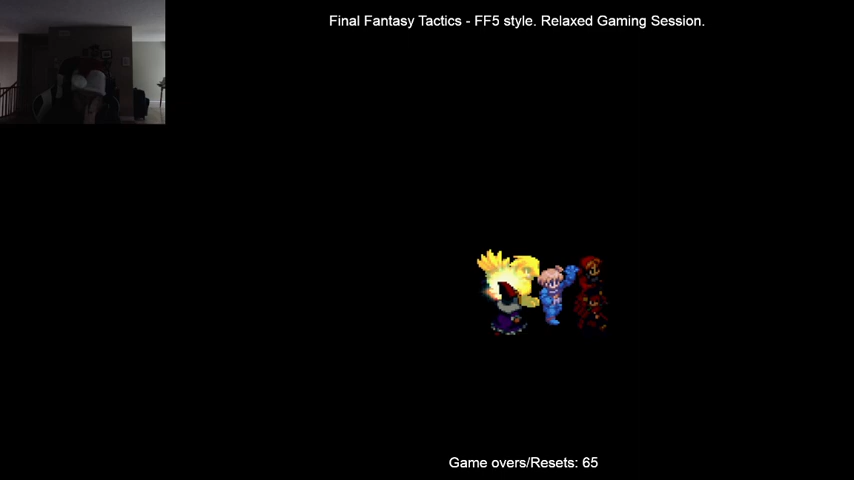 Final Fantasy Tactics - FF5 style. Relaxed Gaming Session.
Game overs/Resets: 65